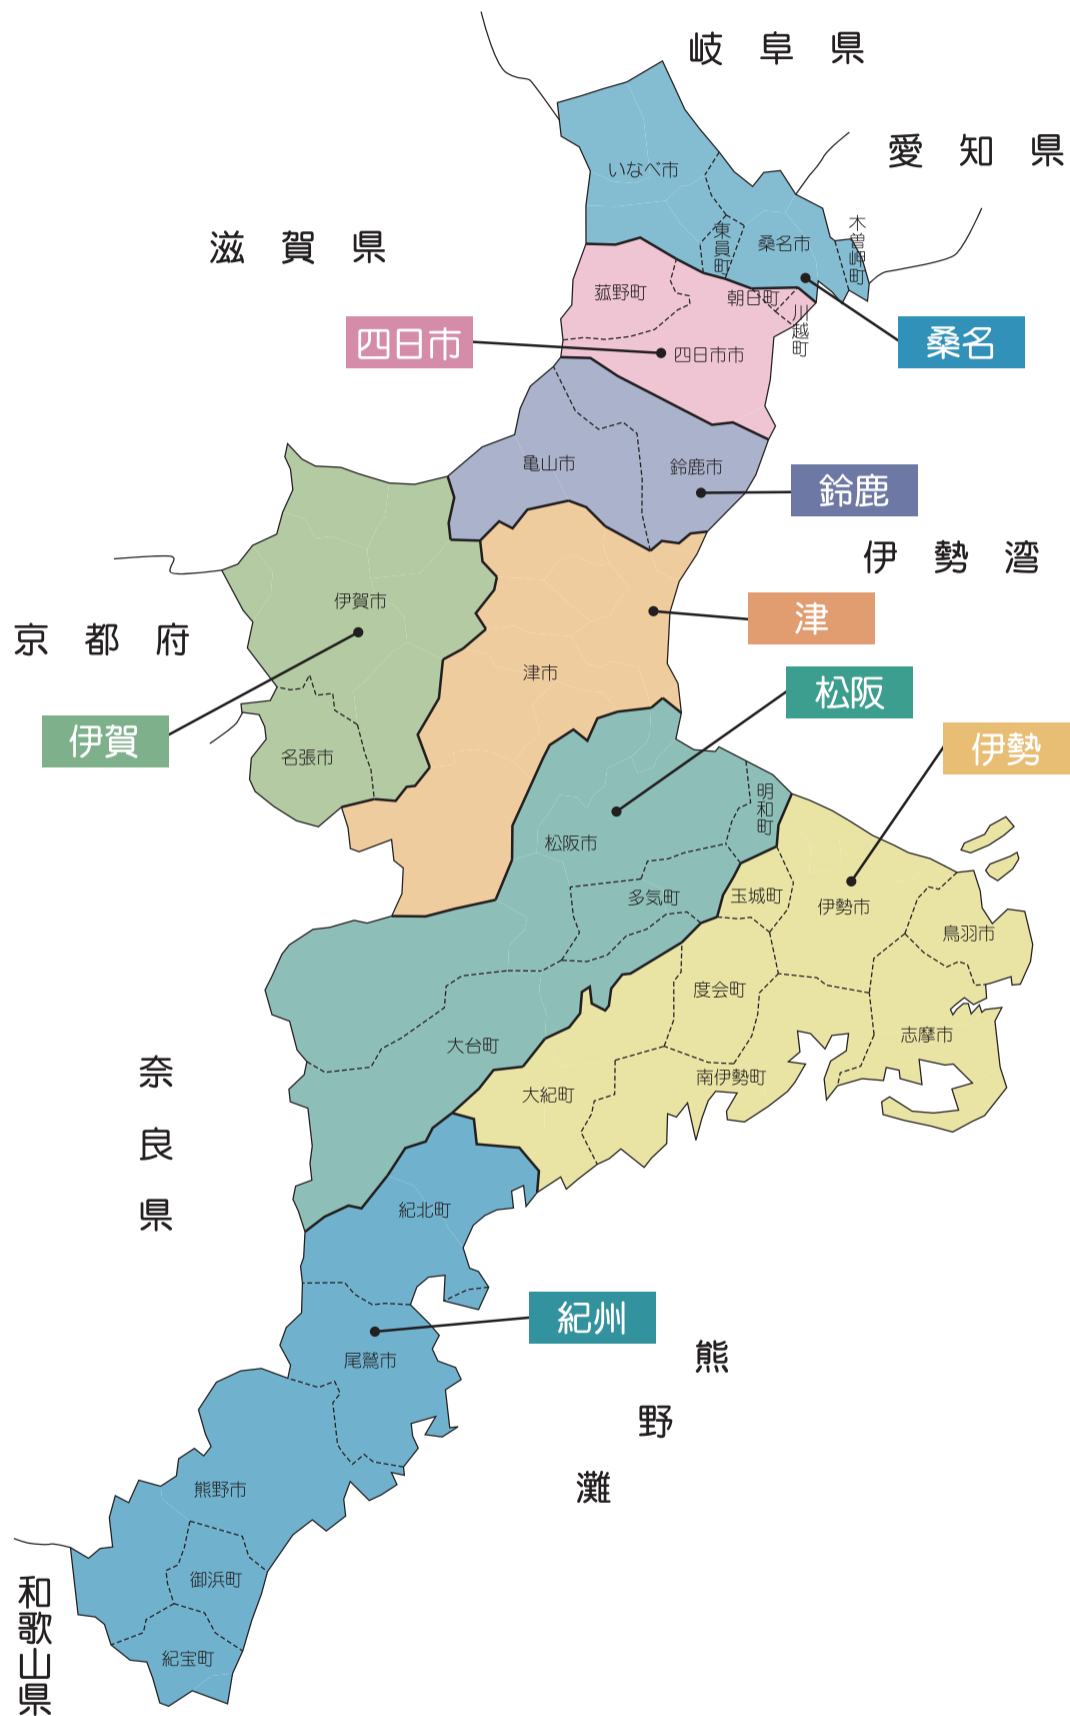 岐阜県
愛知県
滋賀県
いなべ市
東員町
桑名市
木曽岬町
菰野町
朝日町
川越町
四日市
四日市市
桑名
亀山市
鈴鹿市
鈴鹿
伊勢湾
伊賀市
京都府
津
津市
松阪
伊賀
名張市
伊勢
明和町
松阪市
多気町
玉城町
伊勢市
鳥羽市
度会町
志摩市
大台町
南伊勢町
大紀町
奈良県
紀北町
紀州
尾鷲市
熊野灘
熊野市
御浜町
和歌山県
紀宝町